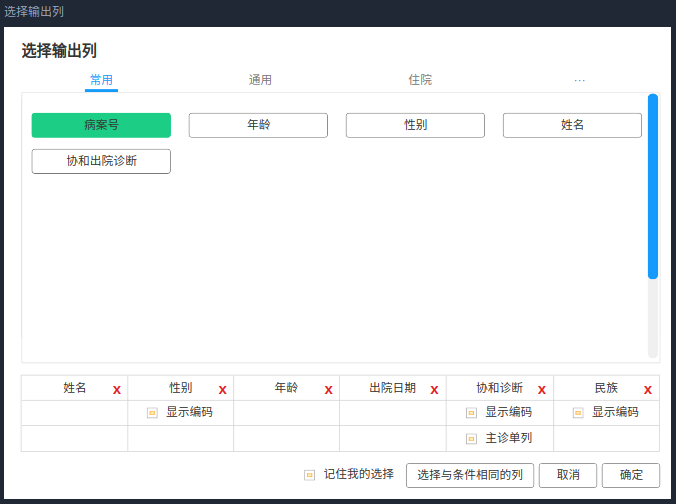 选择输出列
选择输出列
常用 通用 住院 ...
病案号 年龄 性别 姓名
协和出院诊断
姓名 X 性别 X 年龄 X 出院日期 X 协和诊断 X 民族 X
显示编码 显示编码 显示编码
主诊单列
记住我的选择 选择与条件相同的列 取消 确定